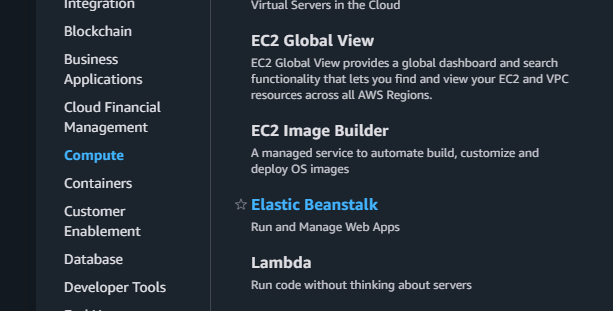 Integration
Blockchain
Business
Applications
Cloud Financial
Management
Compute
Containers
Customer
Enablement
Database
Developer Tools
Virtual Servers in the Cloud
EC2 Global View
EC2 Global View provides a global dashboard and search
functionality that lets you find and view your EC2 and VPC
resources across all AWS Regions.
EC2 Image Builder
A managed service to automate build, customize and
deploy OS images
Elastic Beanstalk
Run and Manage Web Apps
Lambda
Run code without thinking about servers